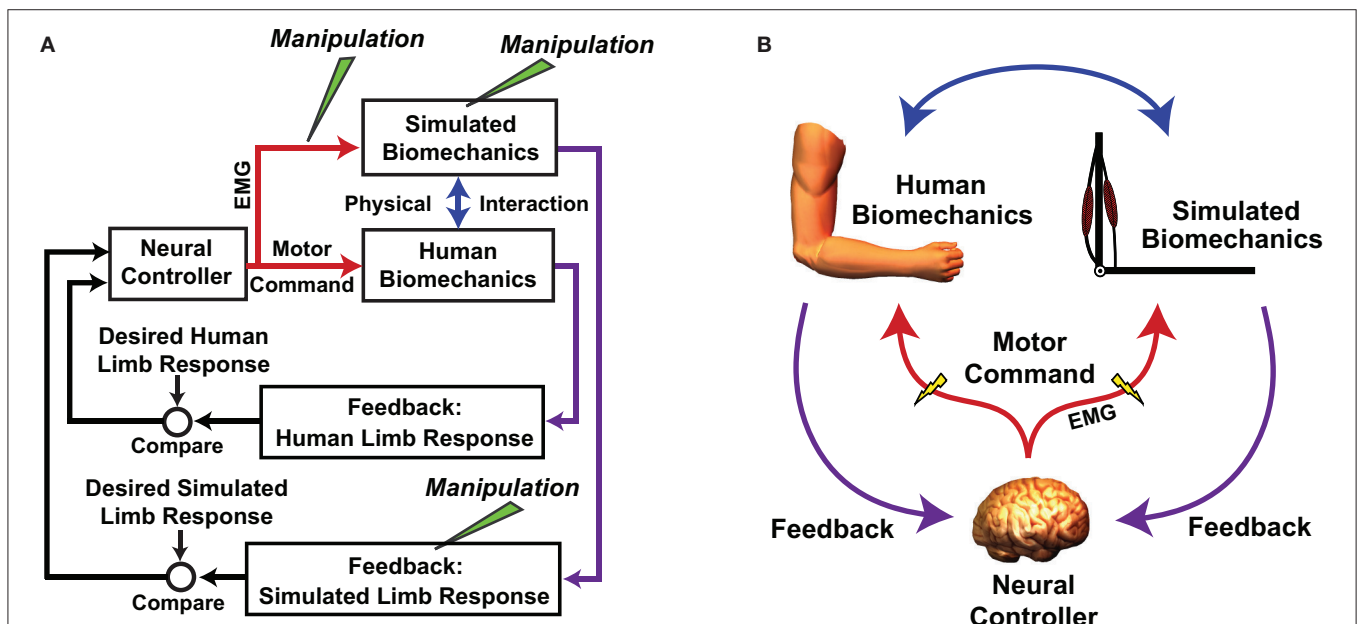 A
Manipulation
Manipulation
Simulated
Biomechanics
EMG
Physical Interaction
Neural
Controller
Motor
Command
Human
Biomechanics
Desired Human
Limb Response
Compare
Feedback:
Human Limb Response
Desired Simulated
Limb Response
Manipulation
Compare
Feedback:
Simulated Limb Response
B
Human
Biomechanics
Simulated
Biomechanics
Motor
Command
EMG
Feedback
Feedback
Neural
Controller